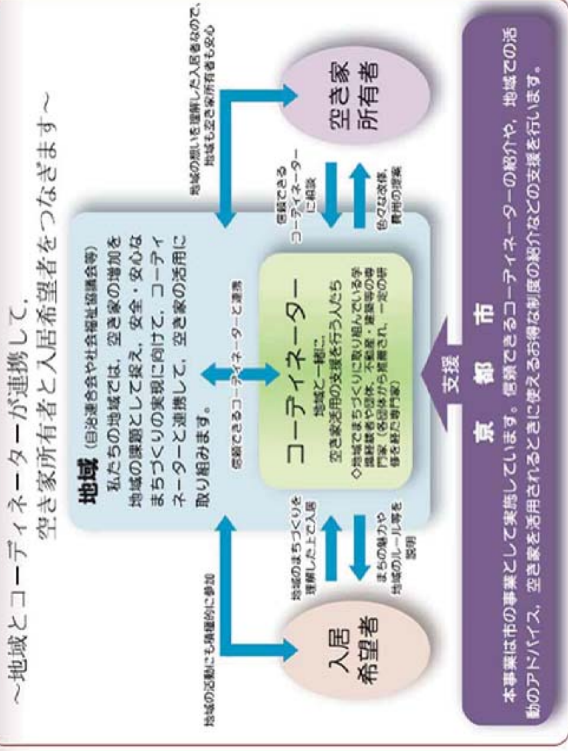 ～地域とコーディネーターが連携して，
空き家所有者と入居希望者をつなぎます～
地域（自治連合会や社会福祉協議会等）
私たちの地域では，空き家の増加を
地域の課題として捉え，安全・安心な
まちづくりの実現に向けて，コーディ
ネーターと連携して，空き家の活用に
取り組みます。
地域の活動にも積極的に参加
地域の想いを理解した入居者なので，
地域も空き家所有者も安心
信頼できるコーディネーターと連携
入居
希望者
地域のまちづくりを
理解した上で入居
まちの魅力や
地域のルール等を
説明
コーディネーター
地域と一緒に，
空き家活用の支援を行う人たち
◇地域でまちづくりに取り組んでいる学
識経験者や団体，不動産・建築等の専
門家（各団体から推薦され，一定の研
修を経た専門家）
信頼できる
コーディネーター
に相談
色々な改修，
費用の提案
空き家
所有者
支援
京都市
本事業は市の事業として実施しています。信頼できるコーディネーターの紹介や，地域での活
動のアドバイス，空き家を活用されるときに使えるお得な制度の紹介などの支援を行います。